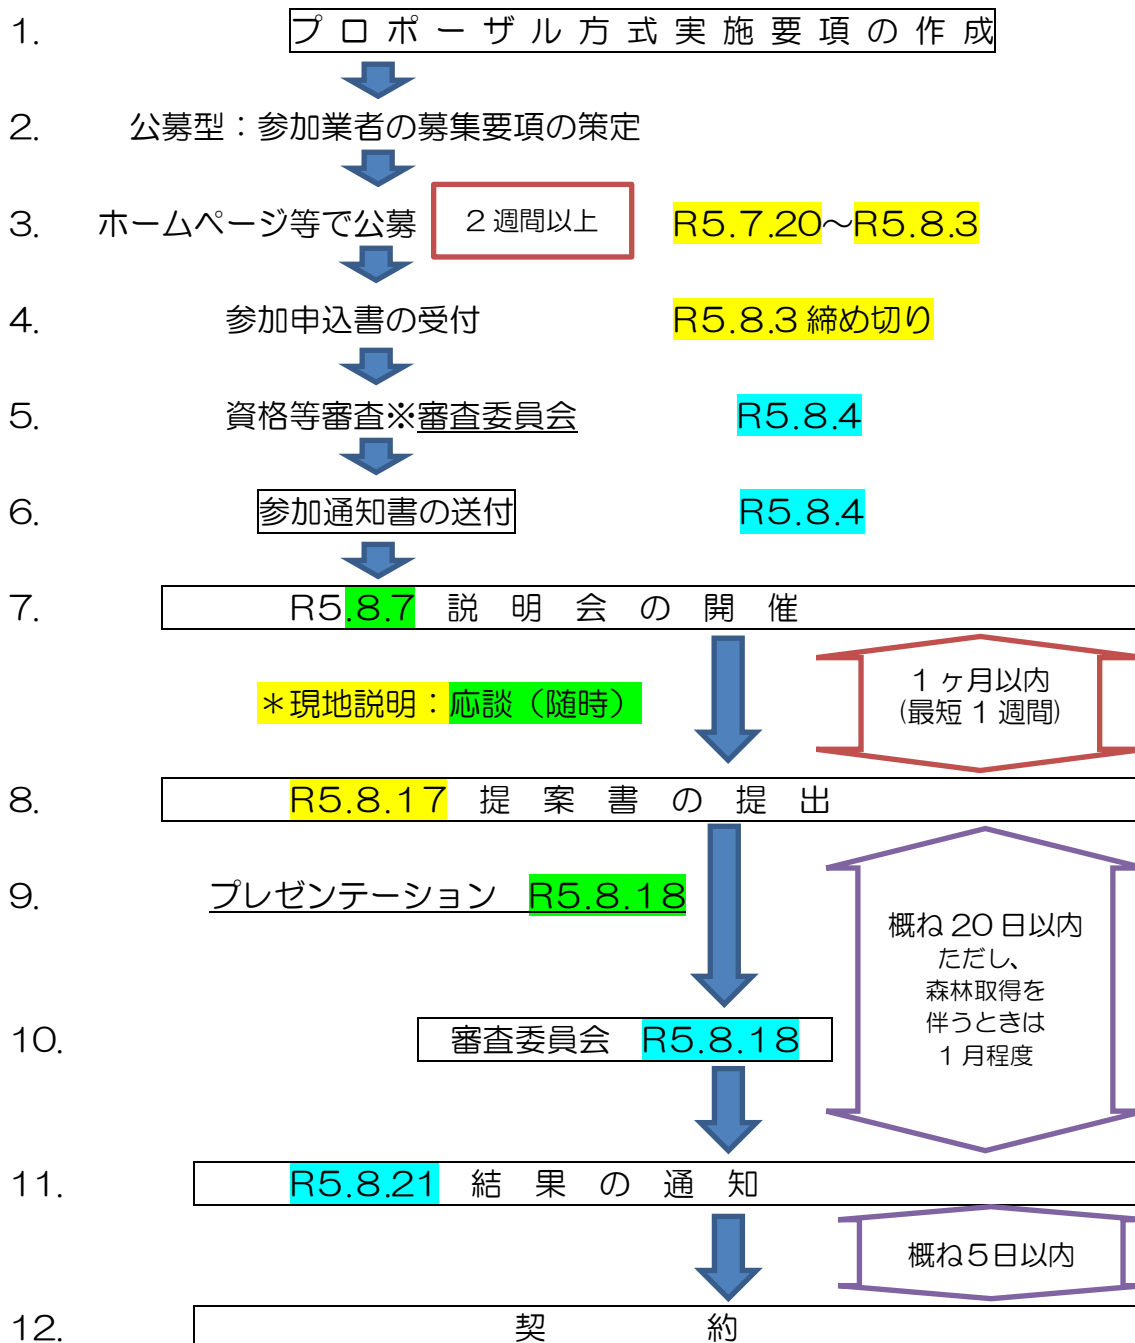 1. プロポーザル方式実施要項の作成
2. 公募型：参加業者の募集要項の策定
3. ホームページ等で公募 2週間以上 R5.7.20～R5.8.3
4. 参加申込書の受付 R5.8.3締め切り
5. 資格等審査※審査委員会 R5.8.4
6. 参加通知書の送付 R5.8.4
7. R5.8.7 説明会の開催
1ヶ月以内
(最短1週間)
＊現地説明：応談（随時）
8. R5.8.17 提案書の提出
9. プレゼンテーション R5.8.18
概ね20日以内
ただし、
森林取得を
伴うときは
1月程度
10. 審査委員会 R5.8.18
11. R5.8.21 結果の通知
概ね5日以内
12. 契約